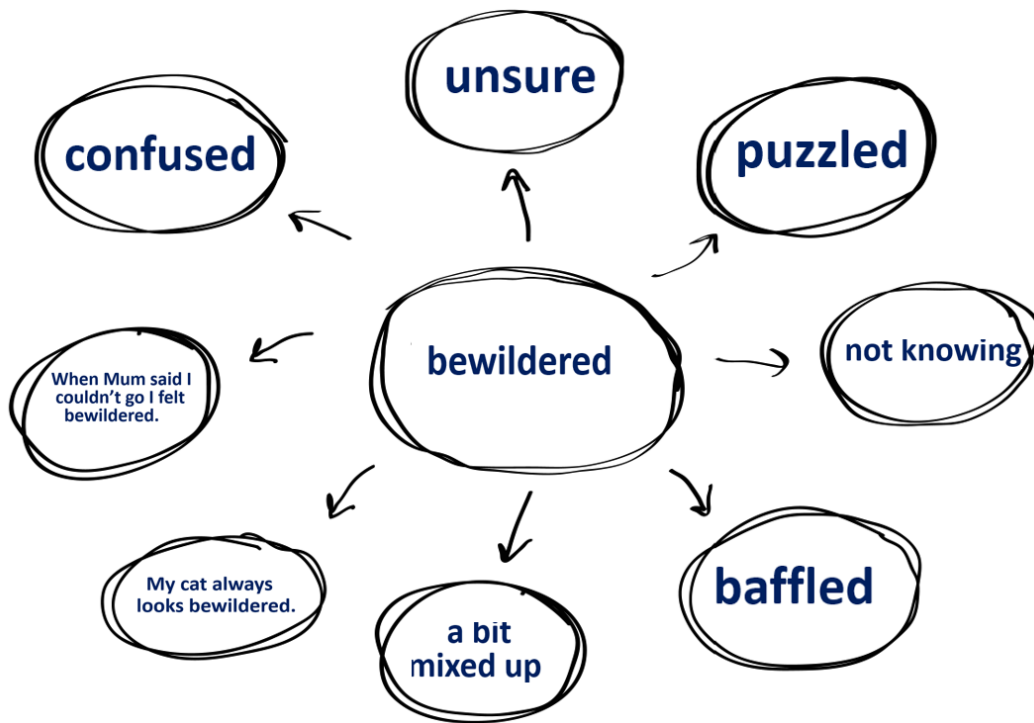 unsure
confused
puzzled
bewildered
not knowing
When Mum said I
couldn't go I felt
bewildered.
My cat always
looks bewildered.
a bit
mixed up
baffled